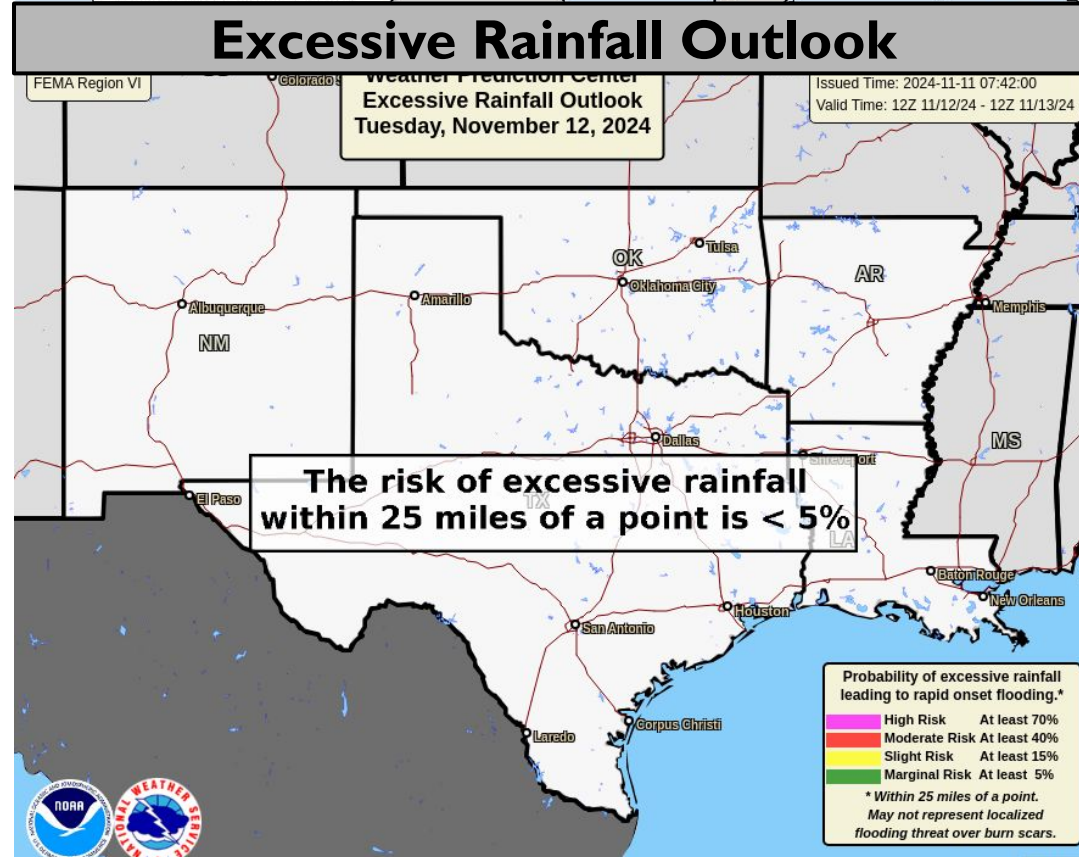 Excessive Rainfall Outlook
FEMA Region VI
Weather Prediction Center
Excessive Rainfall Outlook
Tuesday, November 12, 2024
Issued Time: 2024-11-11 07:42:00
Valid Time: 12Z 11/12/24 - 12Z 11/13/24
Colorado
Tulsa
OK
Oklahoma City
AR
Albuquerque
Amarillo
Memphis
NM
Dallas
MS
Shreveport
The risk of excessive rainfall
within 25 miles of a point is < 5%
El Paso
TX
LA
Baton Rouge
New Orleans
Houston
San Antonio
Corpus Christi
Laredo
Probability of excessive rainfall
leading to rapid onset flooding.*
High Risk At least 70%
Moderate Risk At least 40%
Slight Risk At least 15%
Marginal Risk At least 5%
* Within 25 miles of a point.
May not represent localized
flooding threat over burn scars.
NOAA
NATIONAL WEATHER SERVICE